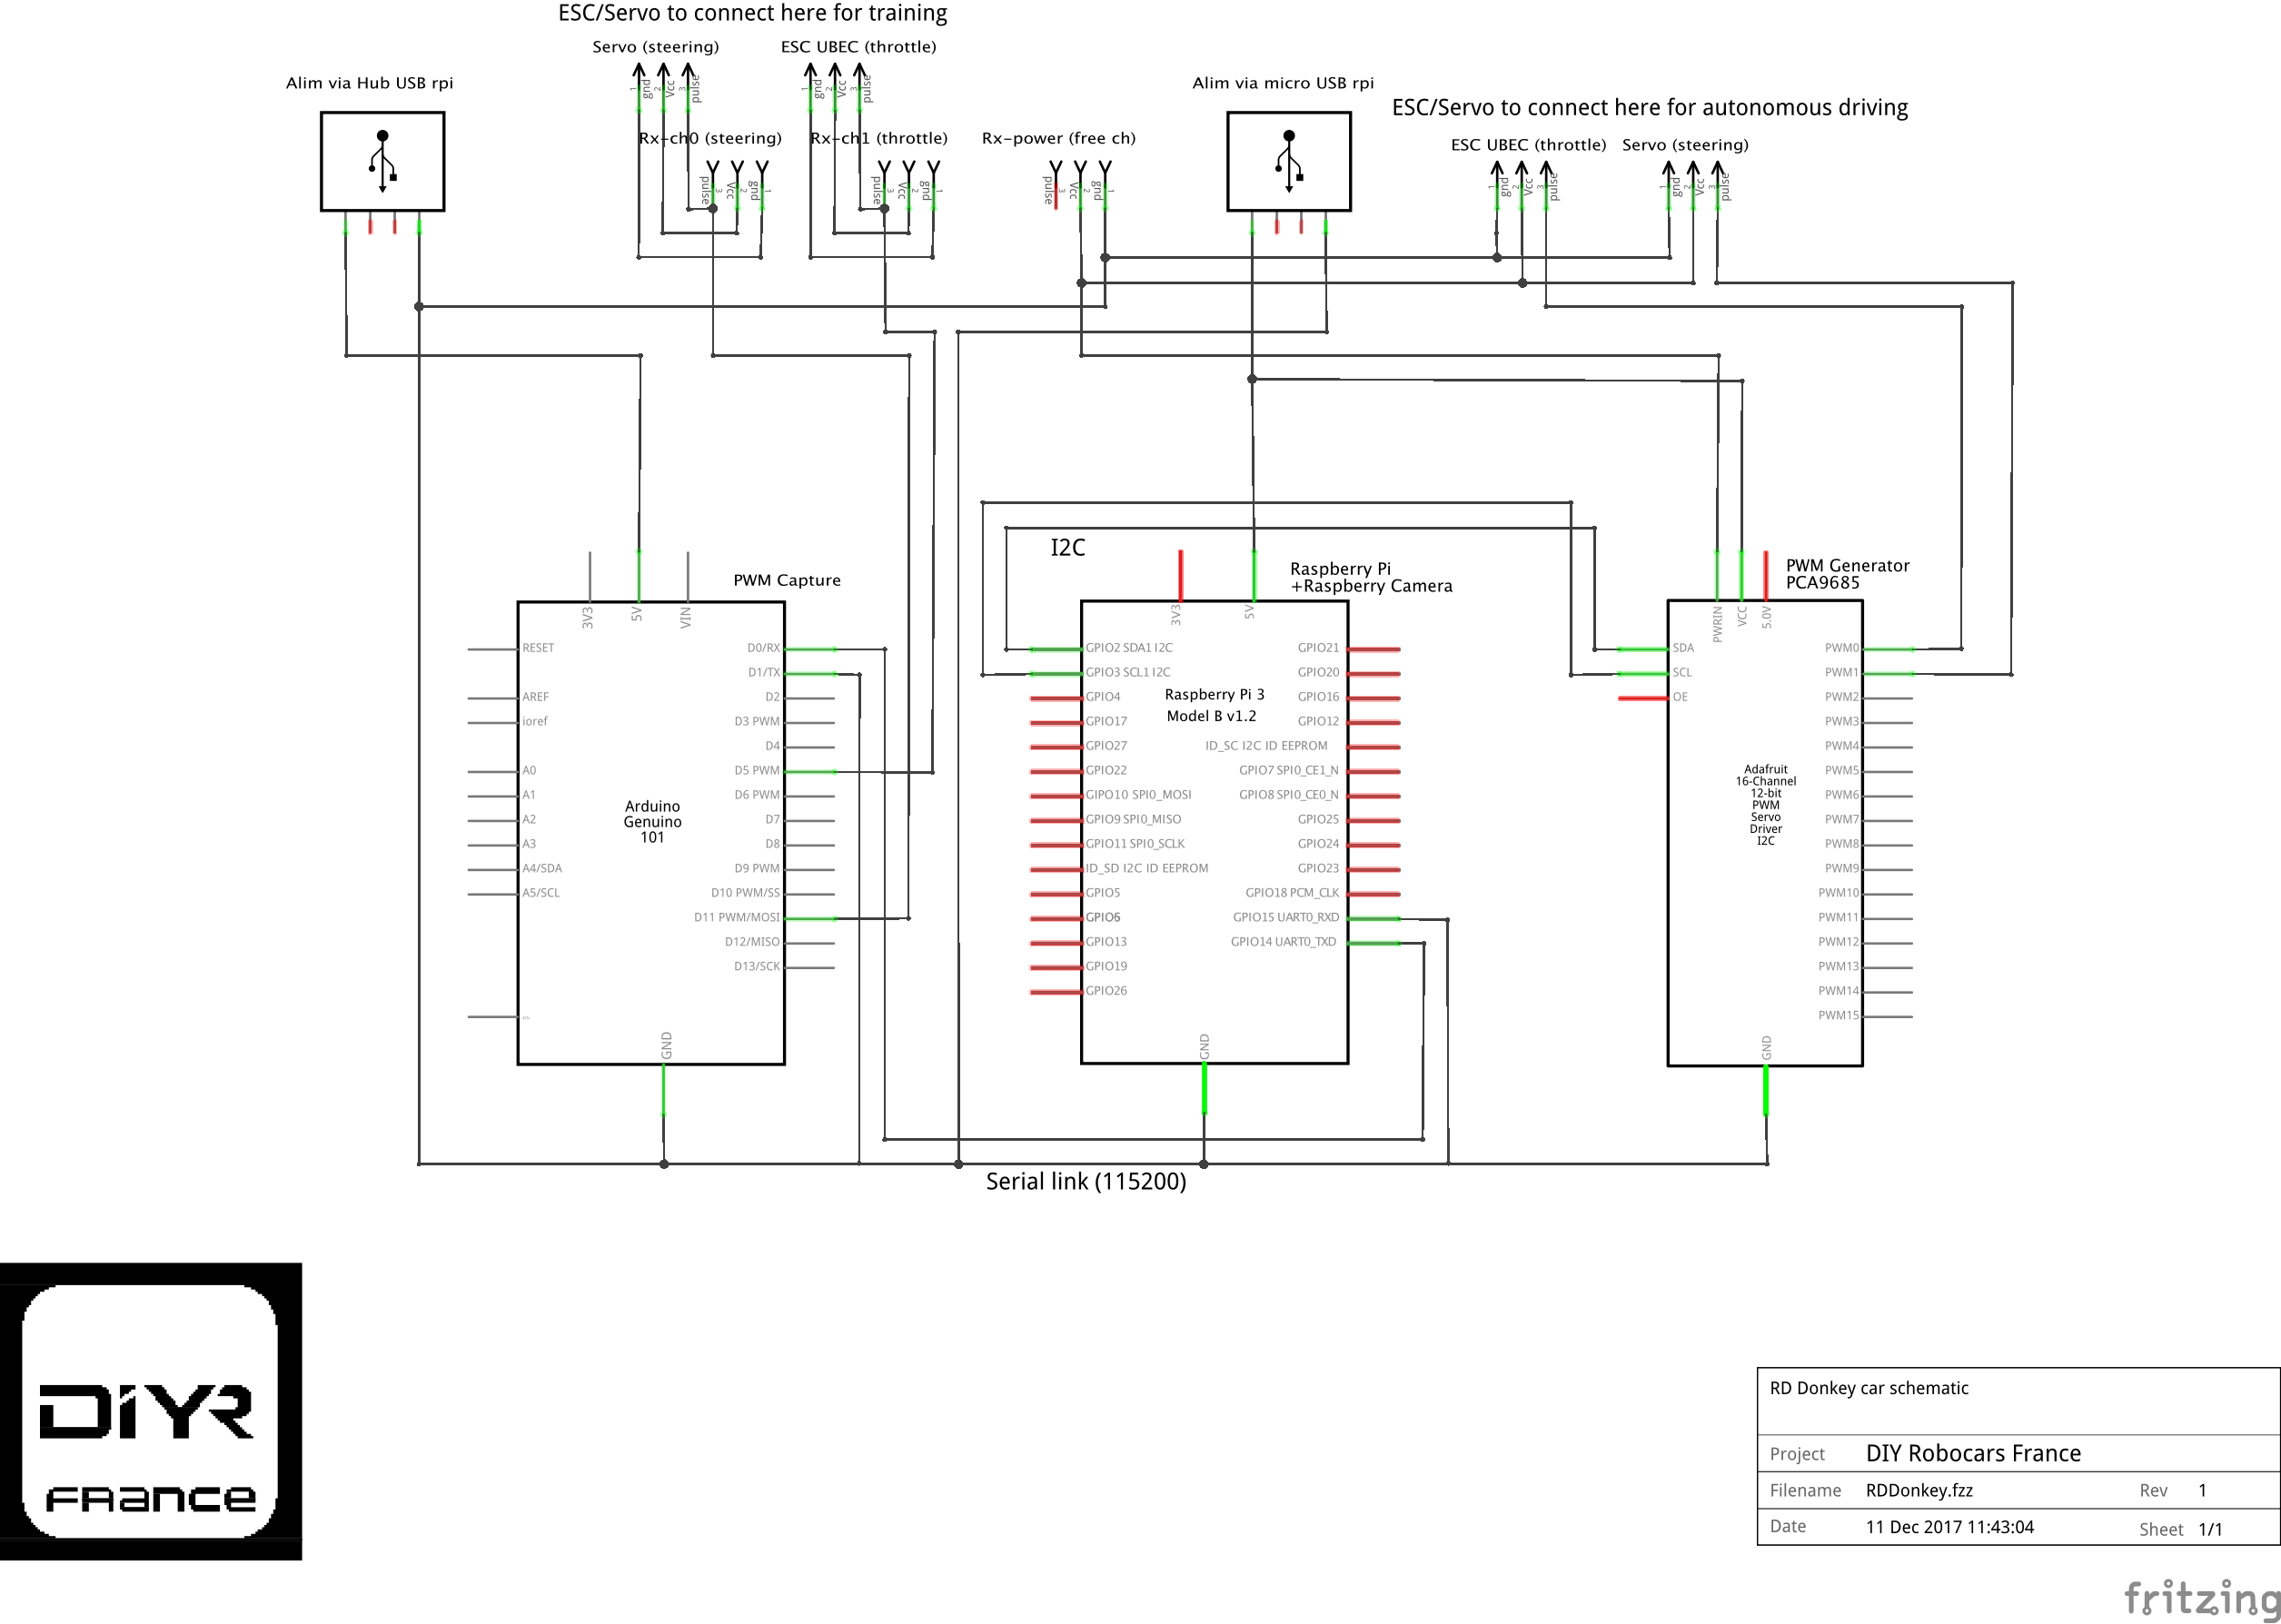 ESC/Servo to connect here for training
Servo (steering)
ESC UBEC (throttle)
Alim via Hub USB rpi
Alim via micro USB rpi
ESC/Servo to connect here for autonomous driving
1 gnd
2 Vcc
3 pulse
1 gnd
2 Vcc
3 pulse
Rx-ch0 (steering)
Rx-ch1 (throttle)
Rx-power (free ch)
ESC UBEC (throttle)
Servo (steering)
pulse 3
Vcc 2
gnd 1
pulse 3
Vcc 2
gnd 1
pulse 3
Vcc 2
gnd 1
1 gnd
2 Vcc
3 pulse
1 gnd
2 Vcc
3 pulse
I2C
PWM Capture
Raspberry Pi
+Raspberry Camera
PWM Generator
PCA9685
3V3
5V
VIN
RESET
AREF
ioref
A0
A1
A2
A3
A4/SDA
A5/SCL
D0/RX
D1/TX
D2
D3 PWM
D4
D5 PWM
D6 PWM
D7
D8
D9 PWM
D10 PWM/SS
D11 PWM/MOSI
D12/MISO
D13/SCK
Arduino
Genuino
101
GND
3V3
5V
GPIO2 SDA1 I2C
GPIO3 SCL1 I2C
GPIO4
GPIO17
GPIO27
GPIO22
GIPO10 SPI0_MOSI
GPIO9 SPI0_MISO
GPIO11 SPI0_SCLK
ID_SD I2C ID EEPROM
GPIO5
GPIO6
GPIO13
GPIO19
GPIO26
Raspberry Pi 3
Model B v1.2
GPIO21
GPIO20
GPIO16
GPIO12
ID_SC I2C ID EEPROM
GPIO7 SPI0_CE1_N
GPIO8 SPI0_CE0_N
GPIO25
GPIO24
GPIO23
GPIO18 PCM_CLK
GPIO15 UART0_RXD
GPIO14 UART0_TXD
GND
PWRIN
VCC
5.0V
SDA
SCL
OE
Adafruit
16-Channel
12-bit
PWM
Servo
Driver
I2C
PWM0
PWM1
PWM2
PWM3
PWM4
PWM5
PWM6
PWM7
PWM8
PWM9
PWM10
PWM11
PWM12
PWM13
PWM14
PWM15
GND
Serial link (115200)
DiYR
FRance
RD Donkey car schematic
Project DIY Robocars France
Filename RDDonkey.fzz Rev 1
Date 11 Dec 2017 11:43:04 Sheet 1/1
fritzing